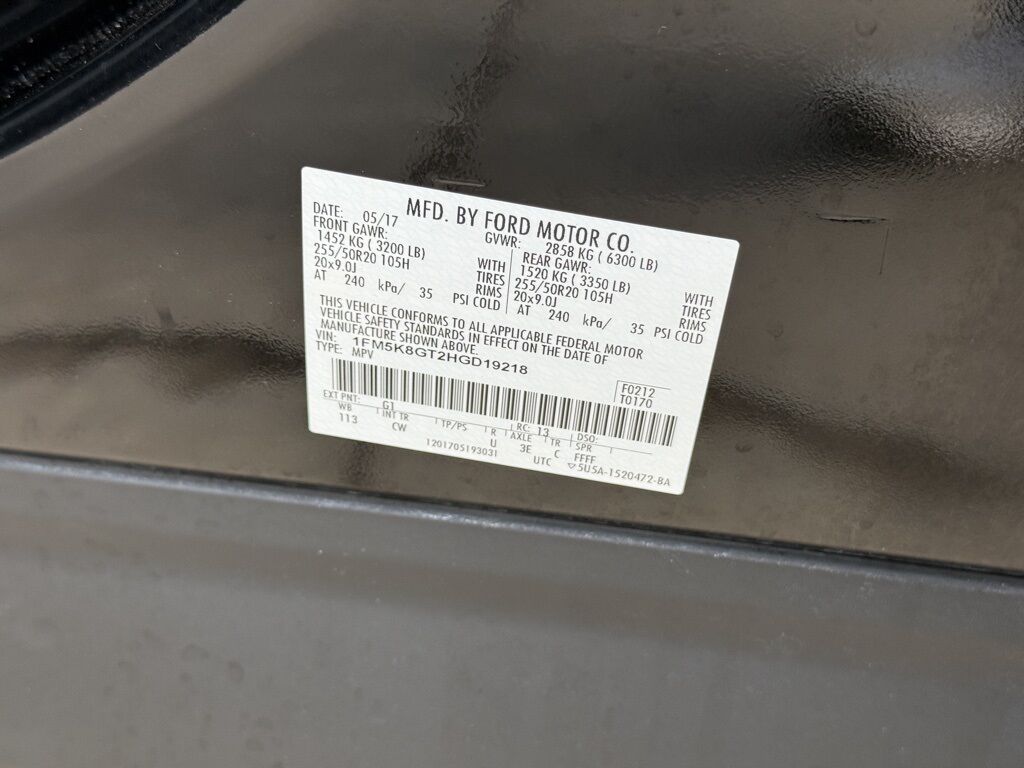 MFD. BY FORD MOTOR CO.
DATE: 05/17 GVWR: 2858 KG ( 6300 LB)
FRONT GAWR: REAR GAWR:
1452 KG ( 3200 LB) WITH 1520 KG ( 3350 LB) WITH
255/50R20 105H TIRES 255/50R20 105H TIRES
20x9.0J RIMS 20x9.0J RIMS
AT 240 kPa/ 35 PSI COLD AT 240 kPa/ 35 PSI COLD
THIS VEHICLE CONFORMS TO ALL APPLICABLE FEDERAL MOTOR
VEHICLE SAFETY STANDARDS IN EFFECT ON THE DATE OF
MANUFACTURE SHOWN ABOVE.
VIN: 1FM5K8GT2HGD19218
TYPE: MPV
F0212
T0170
EXT PNT: G1 RC: 13 DSO:
WB INT TR TP/PS R AXLE TR SPR
113 CW U 3E C FFFF
1201705193031 UTC ▽5U5A-1520472-BA